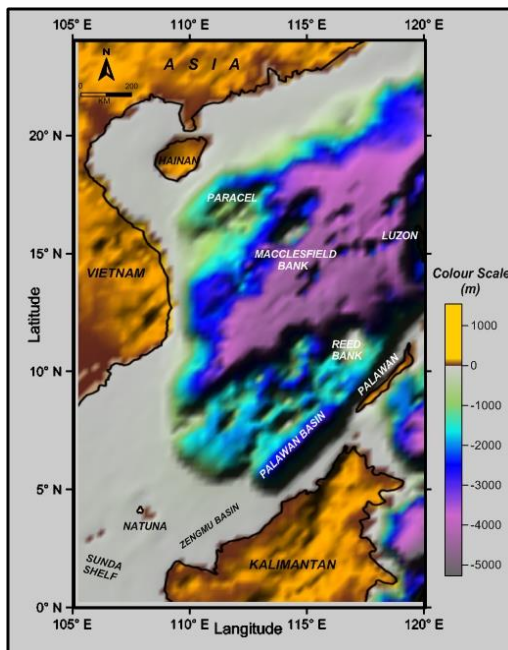 105° E
110° E
115° E
120° E
A S I A
N
0
200
KM
20° N
HAINAN
PARACEL
LUZON
MACCLESFIELD
BANK
15° N
VIETNAM
Colour Scale
(m)
1000
0
-1000
-2000
-3000
-4000
-5000
Latitude
REED
BANK
10° N
PALAWAN
PALAWAN BASIN
5° N
NATUNA
ZENGMU BASIN
SUNDA
SHELF
KALIMANTAN
0° N
105° E
110° E
115° E
120° E
Langitude